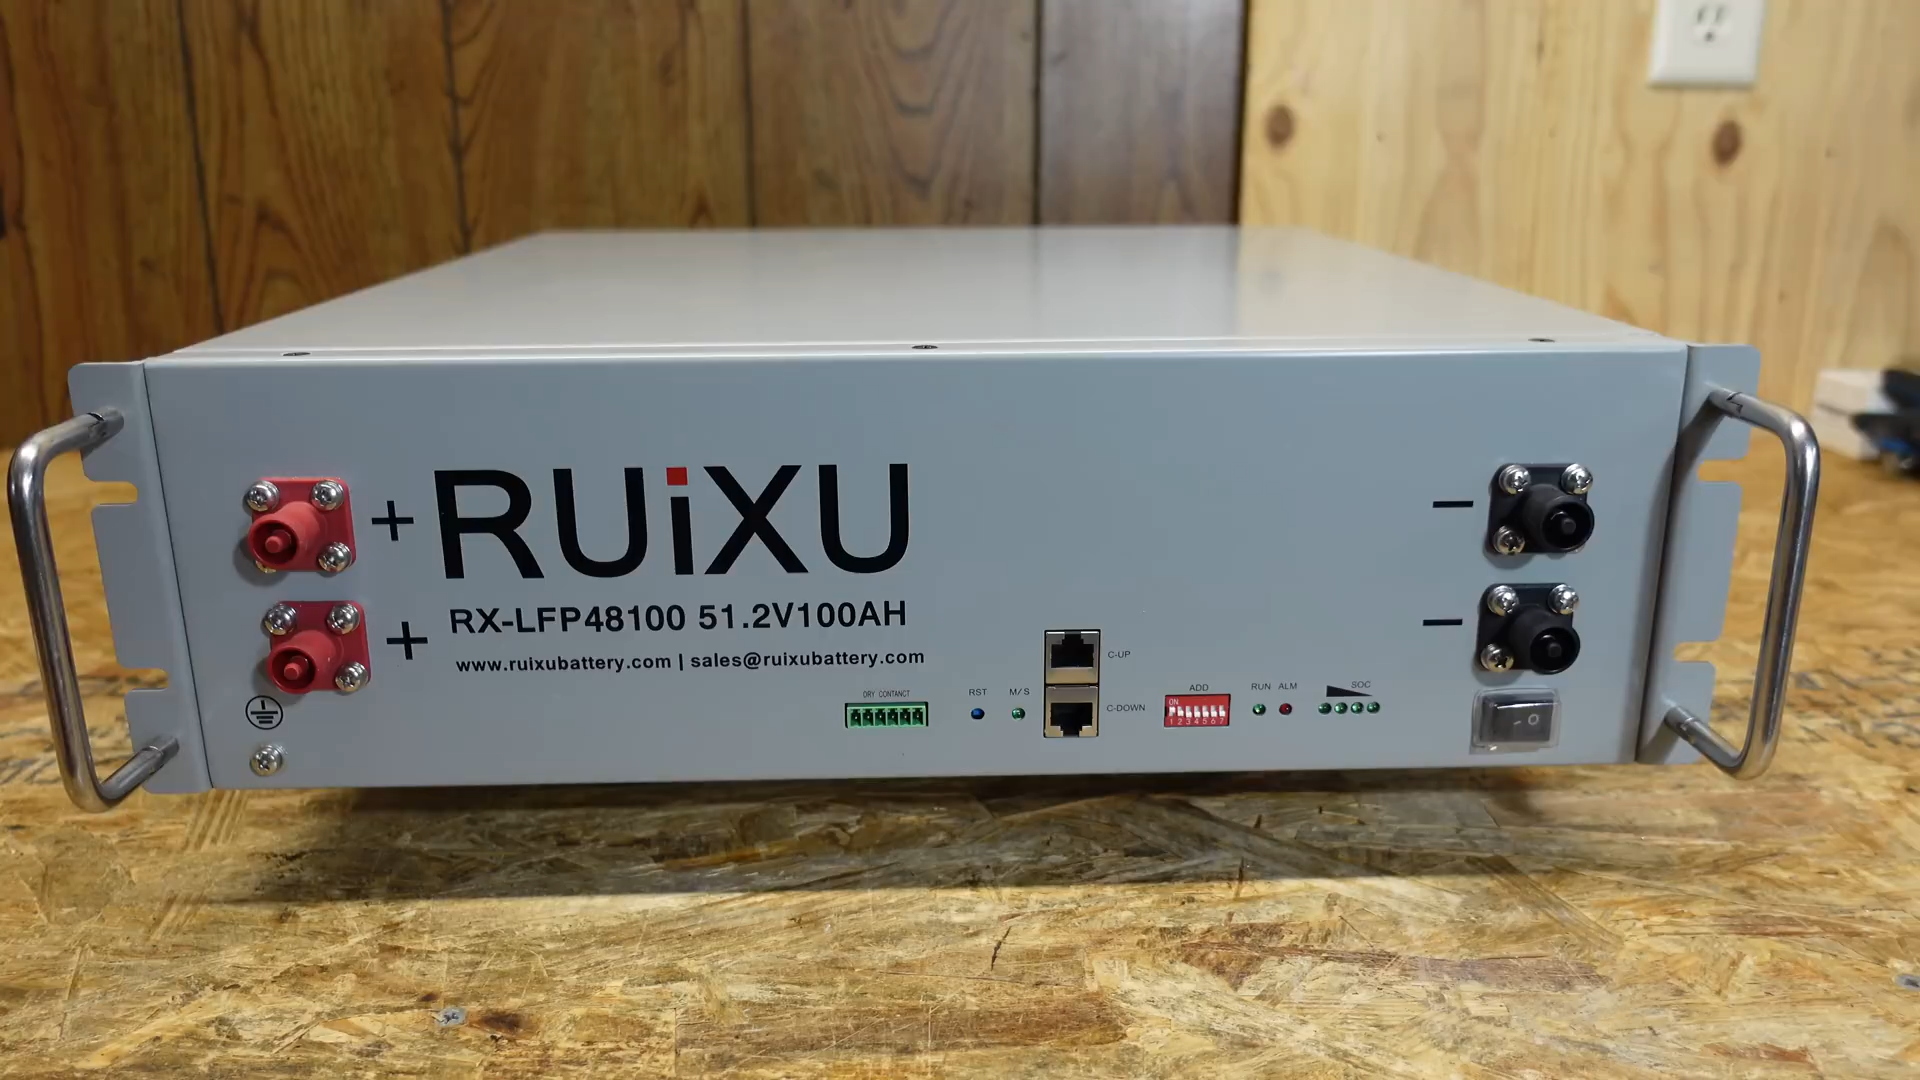 + RUiXU −
+ RX-LFP48100 51.2V100AH −
www.ruixubattery.com | sales@ruixubattery.com
C-UP
DRY CONTANCT RST M/S C-DOWN ADD RUN ALM SOC
ON
1 2 3 4 5 6 7
- O